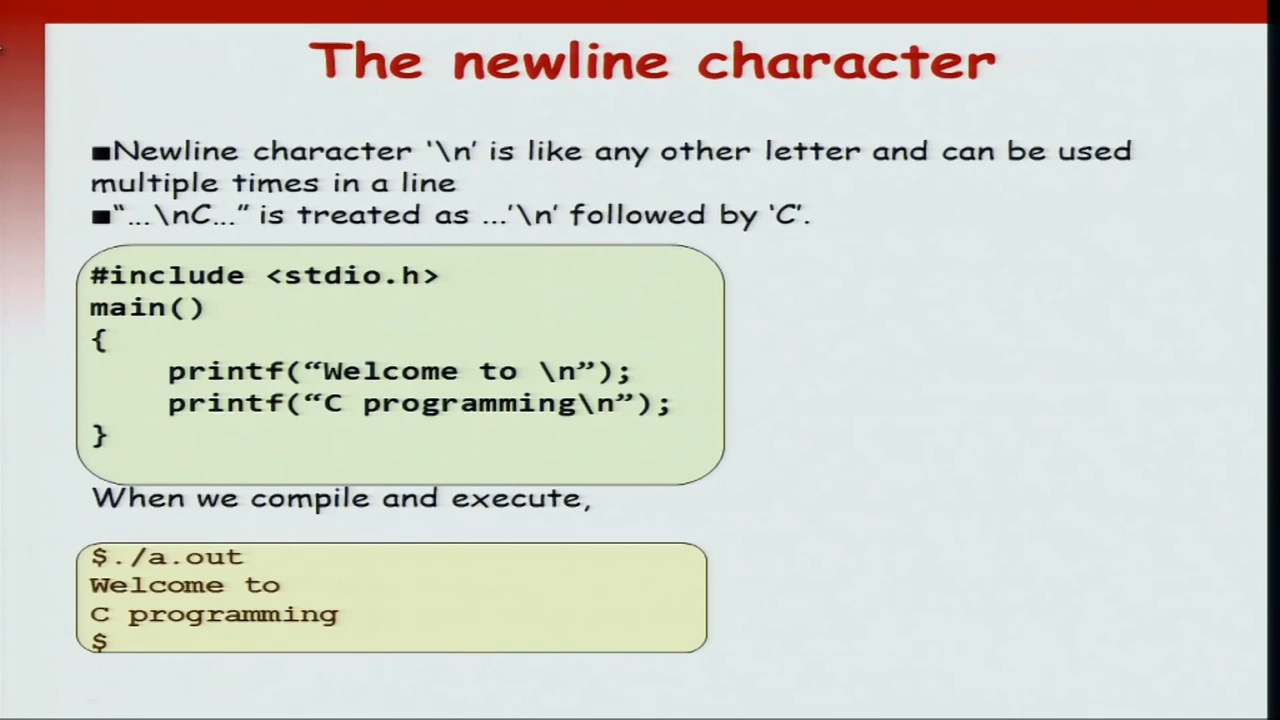 The newline character
■Newline character ‘\n’ is like any other letter and can be used
multiple times in a line
■“...\nC...” is treated as ...’\n’ followed by ‘C’.
#include <stdio.h>
main()
{
    printf(“Welcome to \n”);
    printf(“C programming\n”);
}
When we compile and execute,
$./a.out
Welcome to
C programming
$